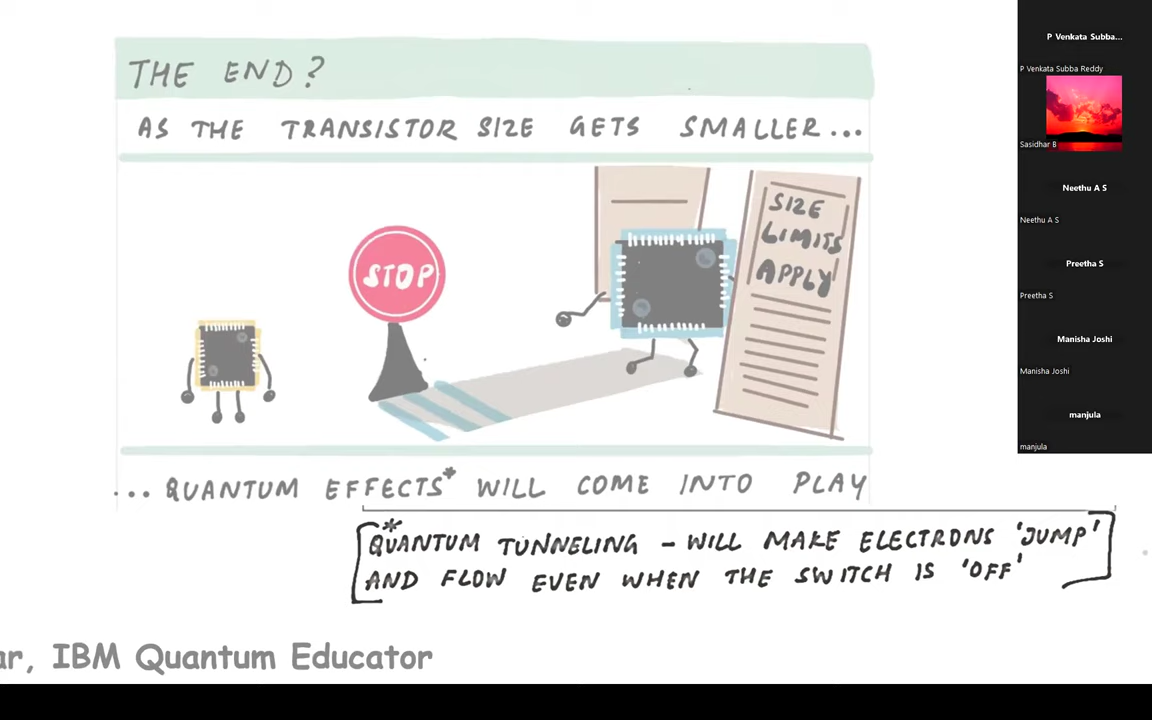 THE END?
AS THE TRANSISTOR SIZE GETS SMALLER...
STOP
SIZE
LIMITS
APPLY
... QUANTUM EFFECTS* WILL COME INTO PLAY
*
QUANTUM TUNNELING - WILL MAKE ELECTRONS 'JUMP'
AND FLOW EVEN WHEN THE SWITCH IS 'OFF'
ar, IBM Quantum Educator
P Venkata Subba...
P Venkata Subba Reddy
Sasidhar B
Neethu A S
Neethu A S
Preetha S
Preetha S
Manisha Joshi
Manisha Joshi
manjula
manjula